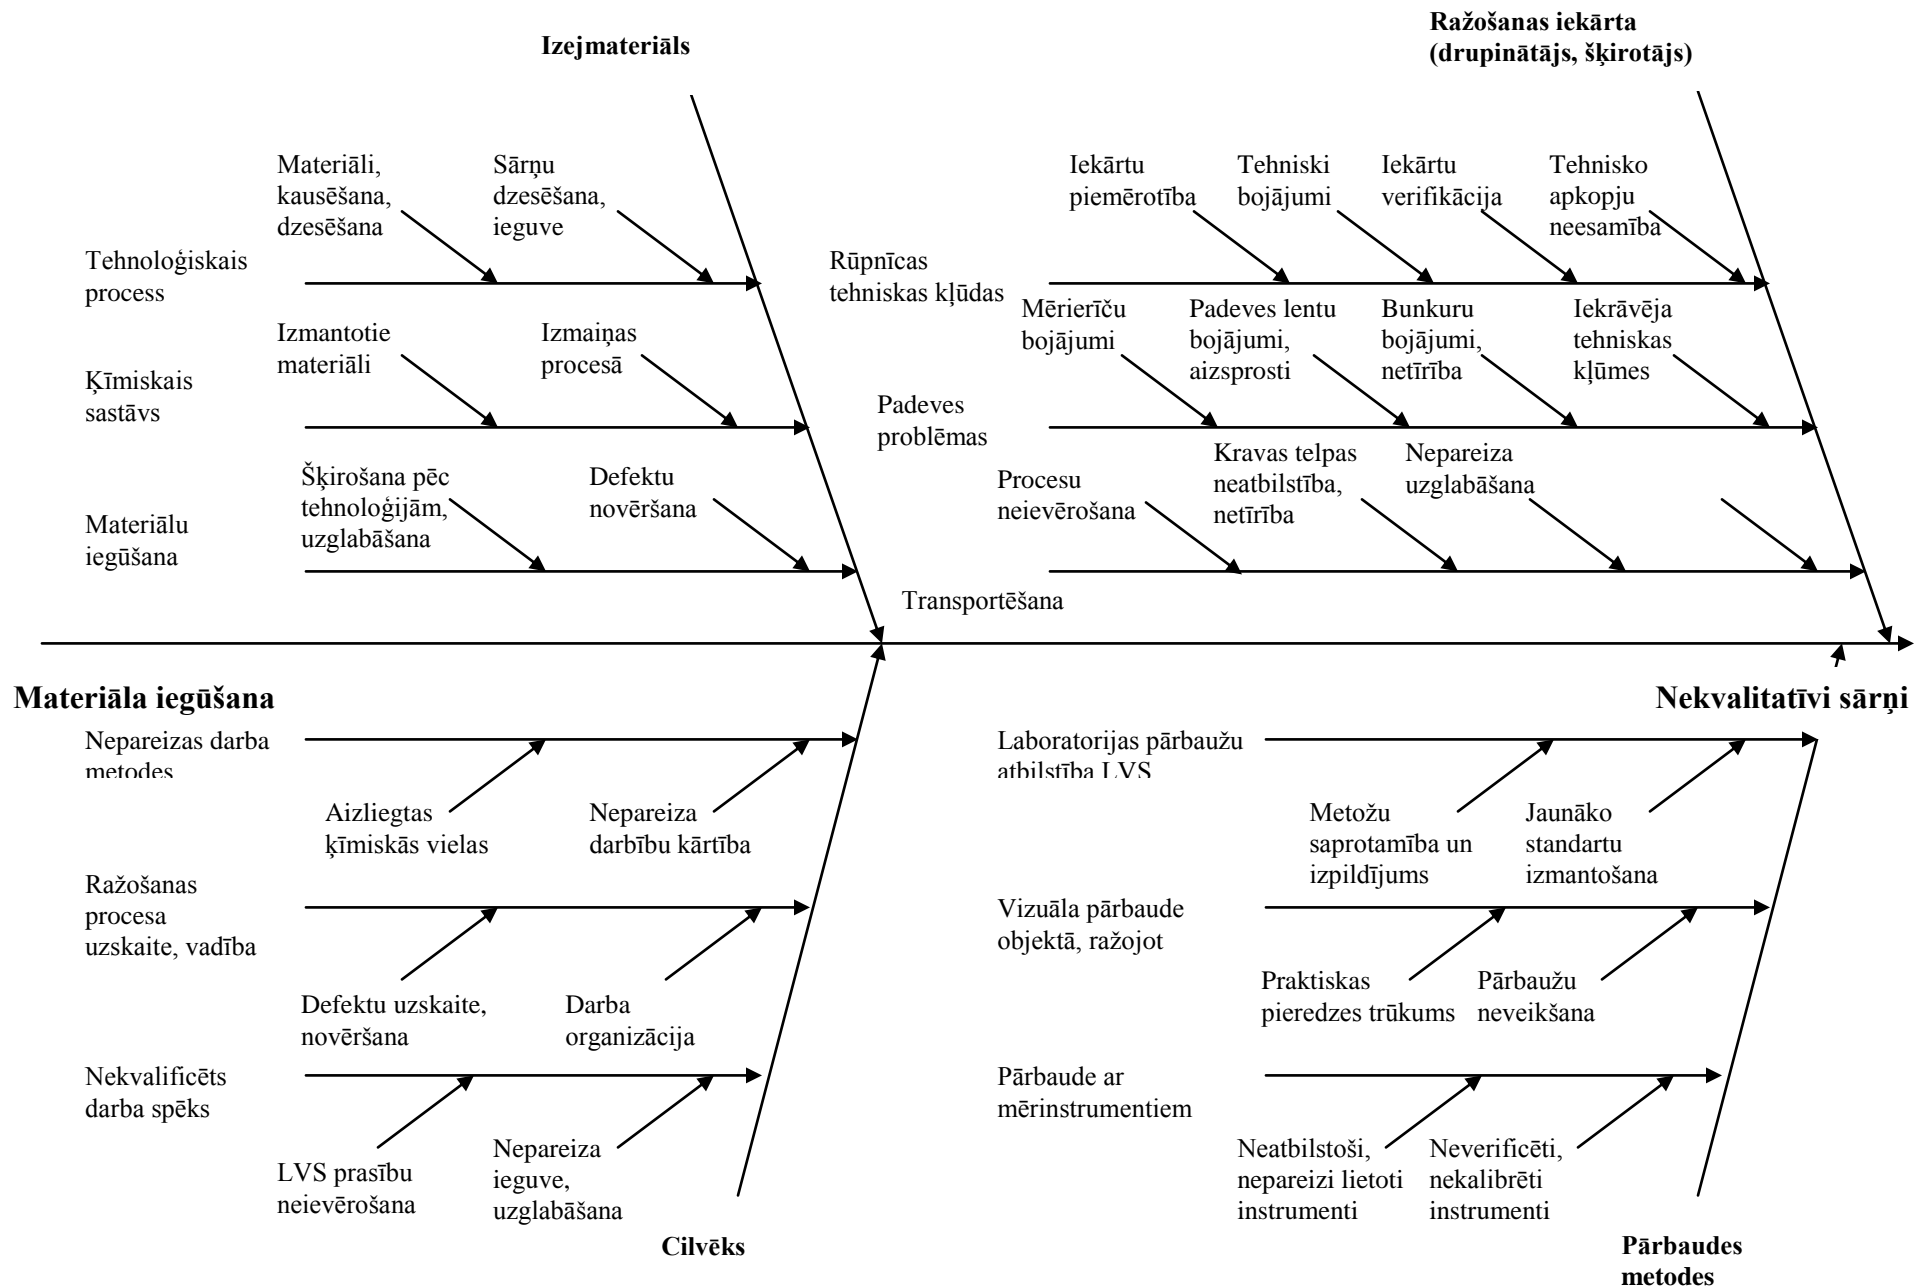 Izejmateriāls
Ražošanas iekārta
(drupinātājs, šķirotājs)
Materiāli,
kausēšana,
dzesēšana
Sārņu
dzesēšana,
ieguve
Tehnoloģiskais
process
Izmantotie
materiāli
Izmaiņas
procesā
Ķīmiskais
sastāvs
Šķirošana pēc
tehnoloģijām,
uzglabāšana
Defektu
novēršana
Materiālu
iegūšana
Iekārtu
piemērotība
Tehniski
bojājumi
Iekārtu
verifikācija
Tehnisko
apkopju
neesamība
Rūpnīcas
tehniskas kļūdas
Mērierīču
bojājumi
Padeves lentu
bojājumi,
aizsprosti
Bunkuru
bojājumi,
netīrība
Iekrāvēja
tehniskas
kļūmes
Padeves
problēmas
Procesu
neievērošana
Kravas telpas
neatbilstība,
netīrība
Nepareiza
uzglabāšana
Transportēšana
Materiāla iegūšana
Nekvalitatīvi sārņi
Nepareizas darba
metodes
Aizliegtas
ķīmiskās vielas
Nepareiza
darbību kārtība
Ražošanas
procesa
uzskaite, vadība
Defektu uzskaite,
novēršana
Darba
organizācija
Nekvalificēts
darba spēks
LVS prasību
neievērošana
Nepareiza
ieguve,
uzglabāšana
Cilvēks
Laboratorijas pārbaužu
atbilstība LVS
Metožu
saprotamība un
izpildījums
Jaunāko
standartu
izmantošana
Vizuāla pārbaude
objektā, ražojot
Praktiskas
pieredzes trūkums
Pārbaužu
neveikšana
Pārbaude ar
mērinstrumentiem
Neatbilstoši,
nepareizi lietoti
instrumenti
Neverificēti,
nekalibrēti
instrumenti
Pārbaudes
metodes